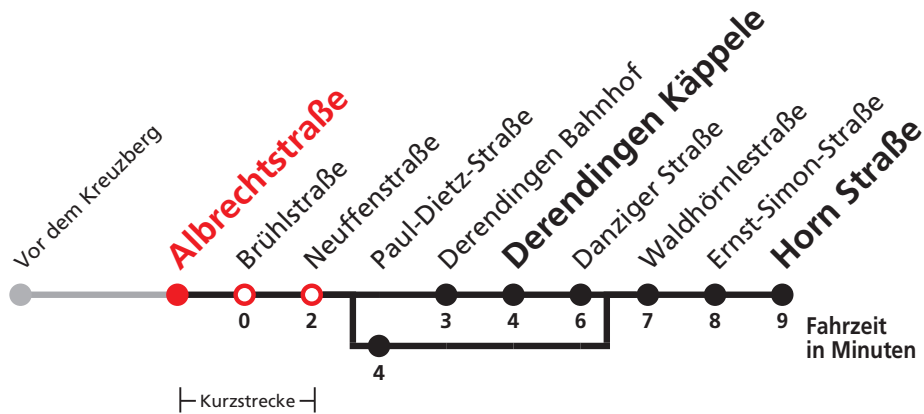 Vor dem Kreuzberg
Albrechtstraße
Brühlstraße
Neuffenstraße
Paul-Dietz-Straße
Derendingen Bahnhof
Derendingen Käppele
Danziger Straße
Waldhörnlestraße
Ernst-Simon-Straße
Horn Straße
0 2 3 4 6 7 8 9
Fahrzeit
in Minuten
4
Kurzstrecke